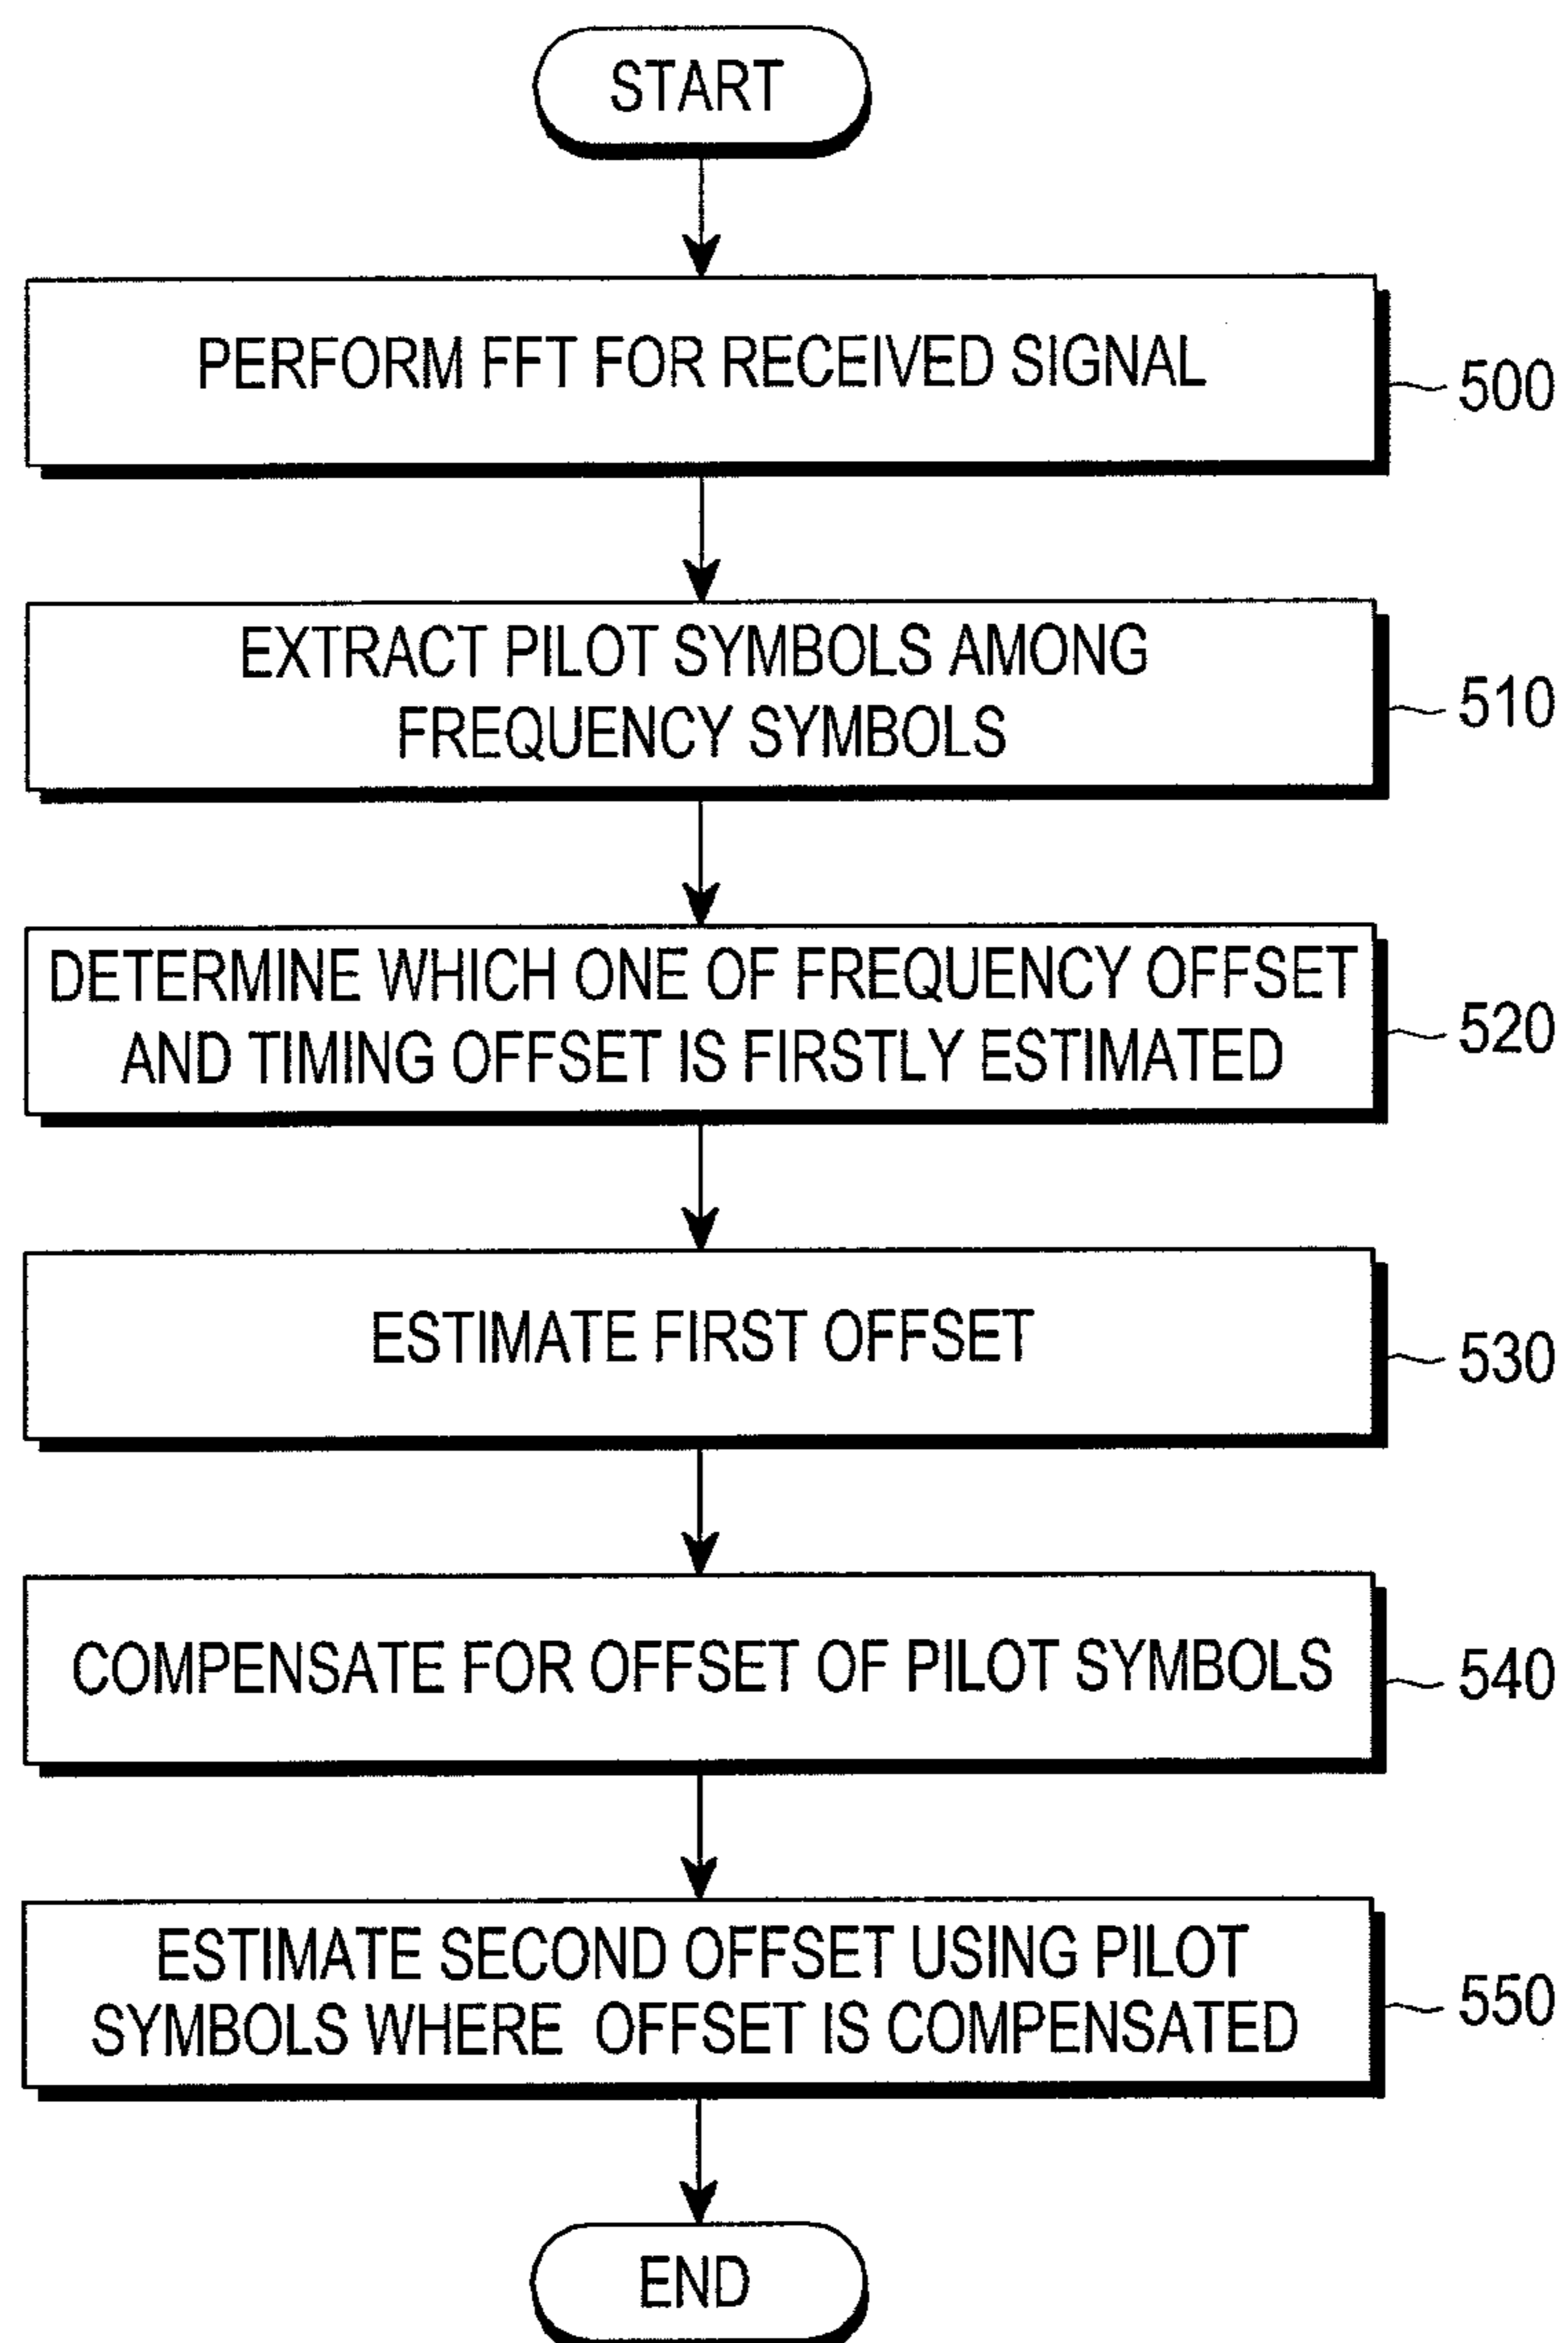 START
PERFORM FFT FOR RECEIVED SIGNAL
500
EXTRACT PILOT SYMBOLS AMONG
FREQUENCY SYMBOLS
510
DETERMINE WHICH ONE OF FREQUENCY OFFSET
AND TIMING OFFSET IS FIRSTLY ESTIMATED
520
ESTIMATE FIRST OFFSET
530
COMPENSATE FOR OFFSET OF PILOT SYMBOLS
540
ESTIMATE SECOND OFFSET USING PILOT
SYMBOLS WHERE OFFSET IS COMPENSATED
550
END